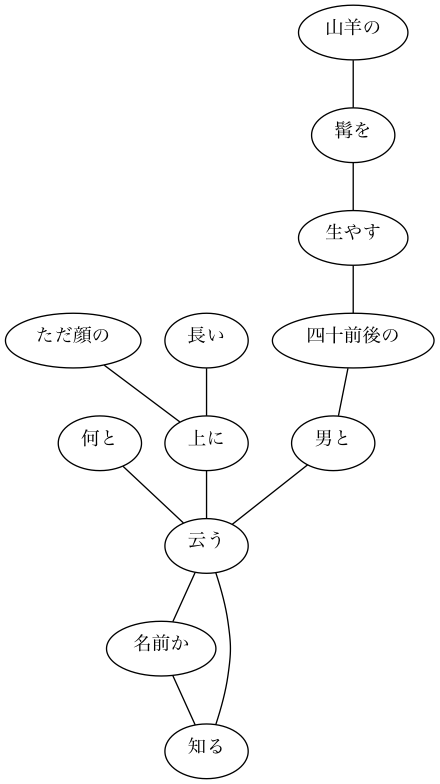 山羊の
髯を
生やす
ただ顔の
長い
四十前後の
何と
上に
男と
云う
名前か
知る